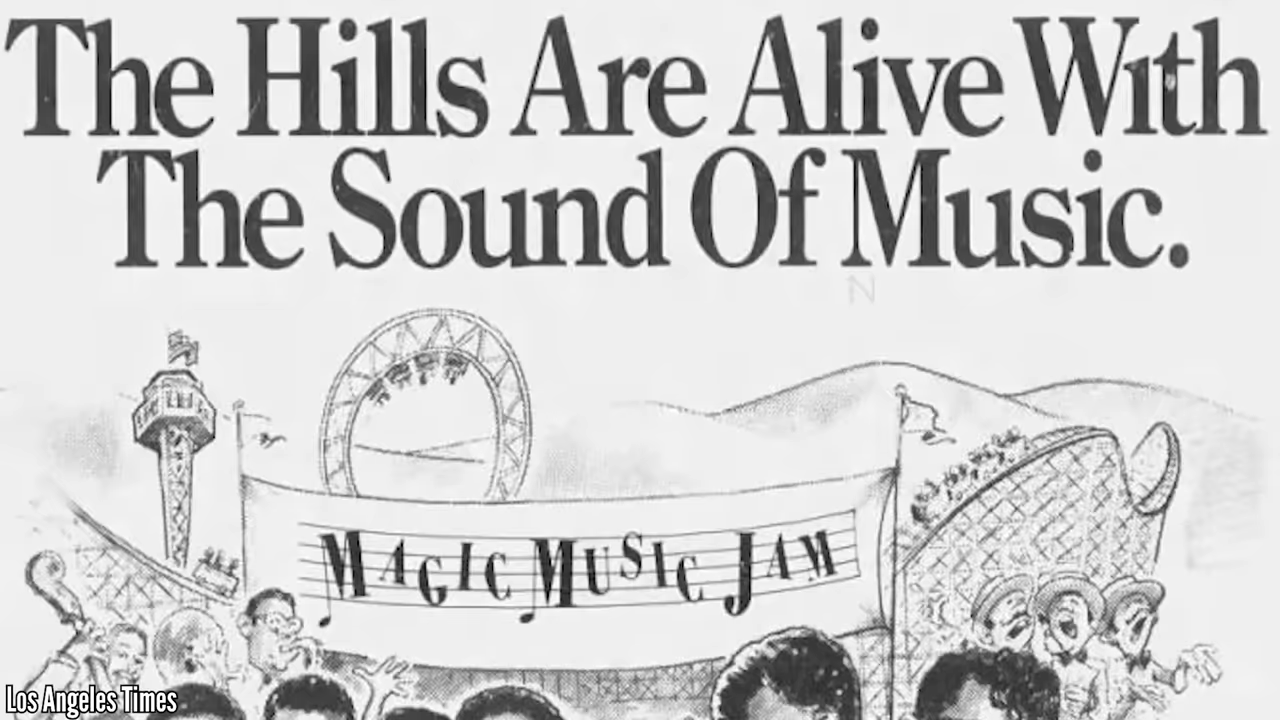 The Hills Are Alive With
The Sound Of Music.
MAGIC MUSIC JAM
Los Angeles Times